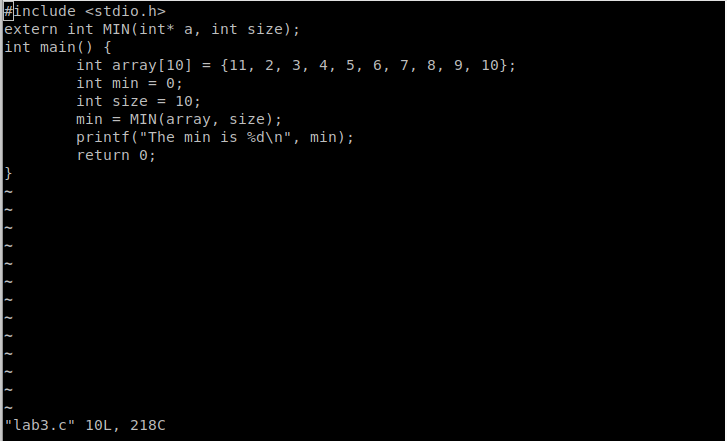 #include <stdio.h>
extern int MIN(int* a, int size);
int main() {
        int array[10] = {11, 2, 3, 4, 5, 6, 7, 8, 9, 10};
        int min = 0;
        int size = 10;
        min = MIN(array, size);
        printf("The min is %d\n", min);
        return 0;
}
~
~
~
~
~
~
~
~
~
~
~
~
~
"lab3.c" 10L, 218C